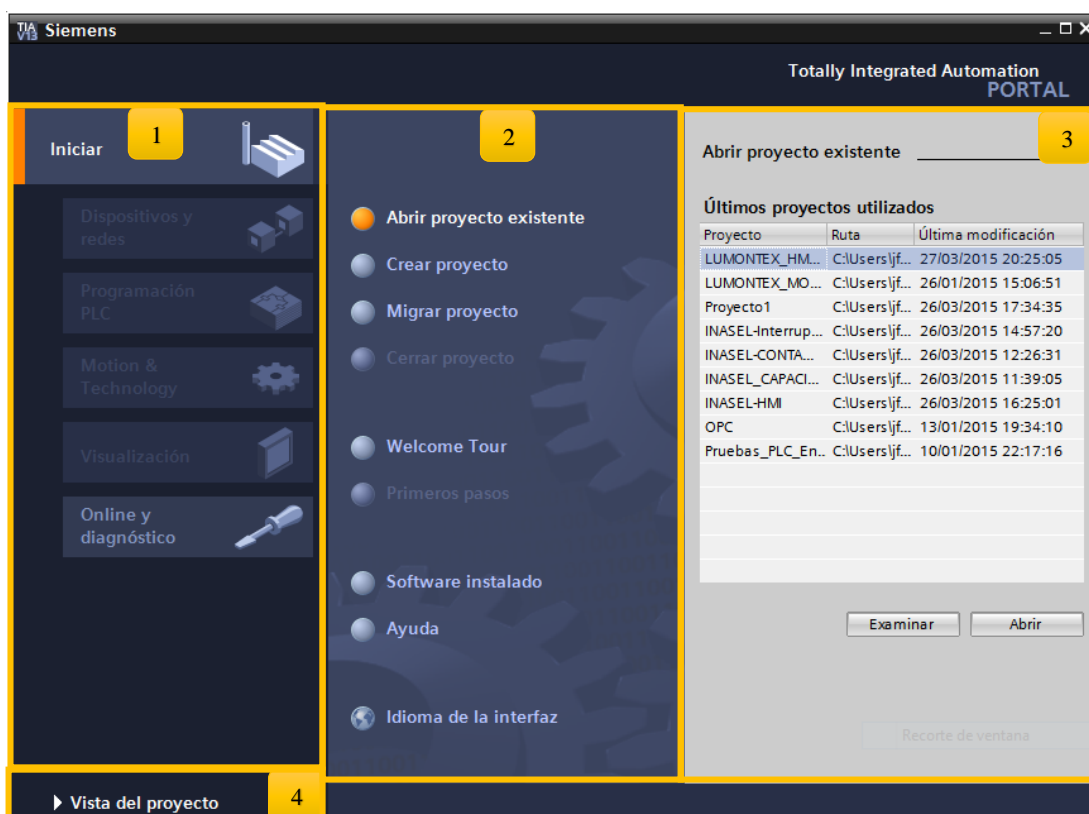 TIA V13 Siemens
Totally Integrated Automation
PORTAL
1
Iniciar
Dispositivos y
redes
Programación
PLC
Motion &
Technology
Visualización
Online y
diagnóstico
2
Abrir proyecto existente
Crear proyecto
Migrar proyecto
Cerrar proyecto
Welcome Tour
Primeros pasos
Software instalado
Ayuda
Idioma de la interfaz
3
Abrir proyecto existente
Últimos proyectos utilizados
Proyecto Ruta Última modificación
LUMONTEX_HM... C:\Users\jf... 27/03/2015 20:25:05
LUMONTEX_MO... C:\Users\jf... 26/01/2015 15:06:51
Proyecto1 C:\Users\jf... 26/03/2015 17:34:35
INASEL-Interrup... C:\Users\jf... 26/03/2015 14:57:20
INASEL-CONTA... C:\Users\jf... 26/03/2015 12:26:31
INASEL_CAPACI... C:\Users\jf... 26/03/2015 11:39:05
INASEL-HMI C:\Users\jf... 26/03/2015 16:25:01
OPC C:\Users\jf... 13/01/2015 19:34:10
Pruebas_PLC_En.. C:\Users\jf... 10/01/2015 22:17:16
Examinar Abrir
Recorte de ventana
Vista del proyecto 4